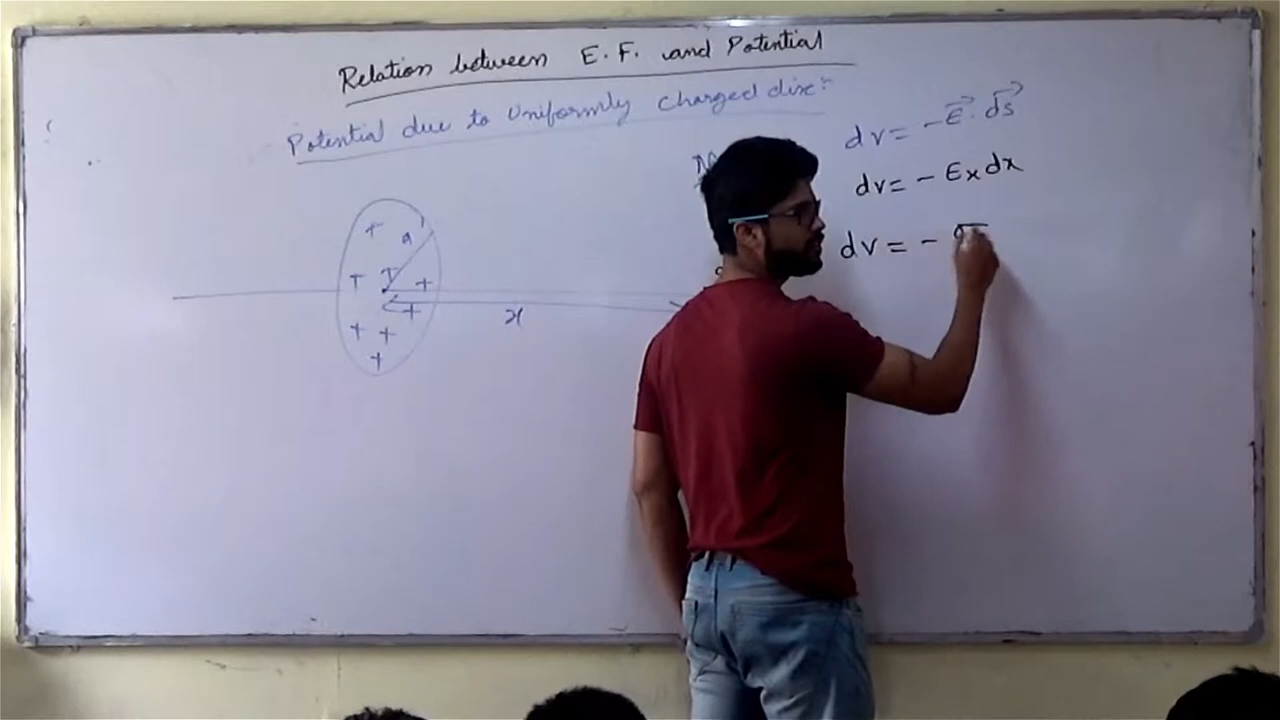 Relation between E.F. and Potential
Potential due to Uniformly Charged disc:
dv = -E⃗ . ds⃗
dv = - Ex dx
dv = - σ
a
+ + + + + + +
x